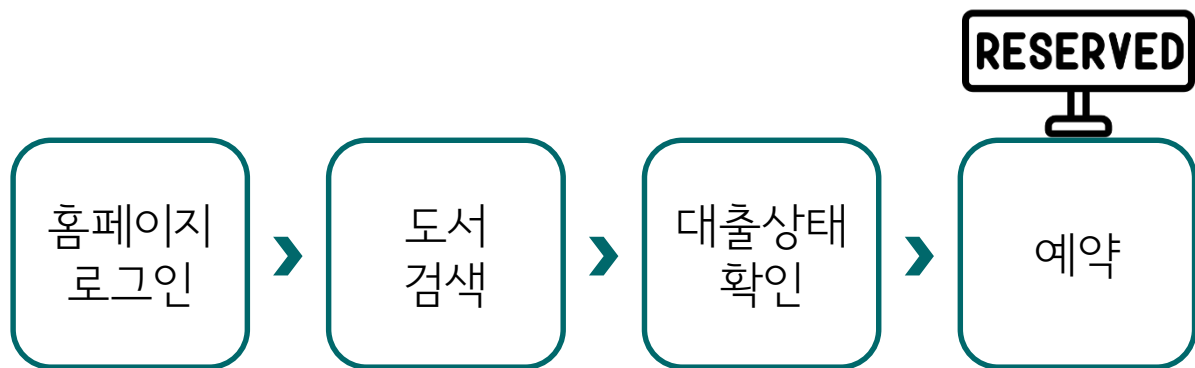 RESERVED
홈페이지
로그인
도서
검색
대출상태
확인
예약